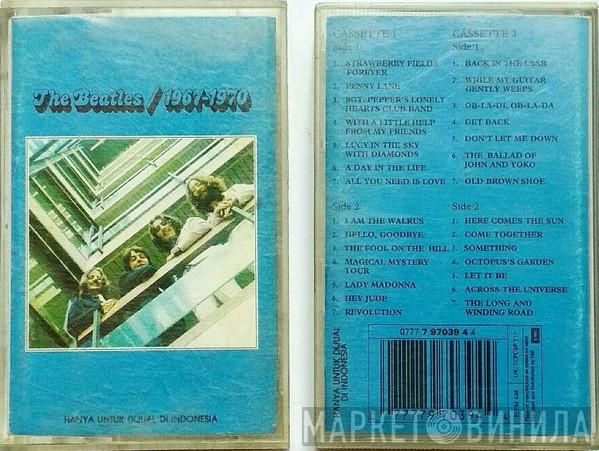 The Beatles / 1967-1970
HANYA UNTUK DIJUAL DI INDONESIA
CASSETTE 1
Side 1
1. STRAWBERRY FIELDS
FOREVER
2. PENNY LANE
3. SGT. PEPPER'S LONELY
HEARTS CLUB BAND
4. WITH A LITTLE HELP
FROM MY FRIENDS
5. LUCY IN THE SKY
WITH DIAMONDS
6. A DAY IN THE LIFE
7. ALL YOU NEED IS LOVE
Side 2
1. I AM THE WALRUS
2. HELLO, GOODBYE
3. THE FOOL ON THE HILL
4. MAGICAL MYSTERY
TOUR
5. LADY MADONNA
6. HEY JUDE
7. REVOLUTION
CASSETTE 2
Side 1
1. BACK IN THE USSR
2. WHILE MY GUITAR
GENTLY WEEPS
3. OB-LA-DI, OB-LA-DA
4. GET BACK
5. DON'T LET ME DOWN
6. THE BALLAD OF
JOHN AND YOKO
7. OLD BROWN SHOE
Side 2
1. HERE COMES THE SUN
2. COME TOGETHER
3. SOMETHING
4. OCTOPUS'S GARDEN
5. LET IT BE
6. ACROSS THE UNIVERSE
7. THE LONG AND
WINDING ROAD
HANYA UNTUK DIJUAL
DI INDONESIA
0777 7 97039 4 4
EMI
МАРКЕТ ВИНИЛА